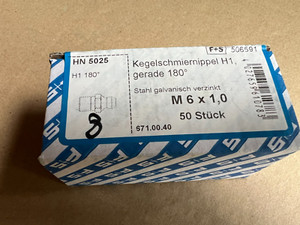 HN 5025
F+S 506591
H1 180°
Kegelschmiernippel H1,
gerade 180°
Stahl galvanisch verzinkt
M 6 x 1,0
50 Stück
8
571.00.40